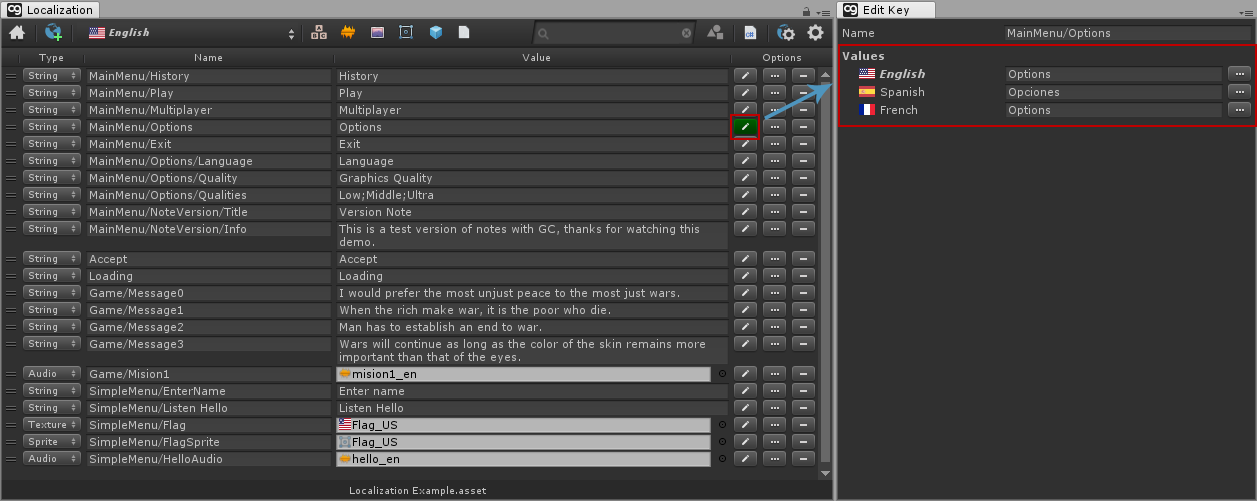 cg Localization
English
C#
Type Name Value Options
String MainMenu/History History
String MainMenu/Play Play
String MainMenu/Multiplayer Multiplayer
String MainMenu/Options Options
String MainMenu/Exit Exit
String MainMenu/Options/Language Language
String MainMenu/Options/Quality Graphics Quality
String MainMenu/Options/Qualities Low;Middle;Ultra
String MainMenu/NoteVersion/Title Version Note
String MainMenu/NoteVersion/Info This is a test version of notes with GC, thanks for watching this
demo.
String Accept Accept
String Loading Loading
String Game/Message0 I would prefer the most unjust peace to the most just wars.
String Game/Message1 When the rich make war, it is the poor who die.
String Game/Message2 Man has to establish an end to war.
String Game/Message3 Wars will continue as long as the color of the skin remains more
important than that of the eyes.
Audio Game/Mision1 mision1_en
String SimpleMenu/EnterName Enter name
String SimpleMenu/Listen Hello Listen Hello
Texture SimpleMenu/Flag Flag_US
Sprite SimpleMenu/FlagSprite Flag_US
Audio SimpleMenu/HelloAudio hello_en
Localization Example.asset
cg Edit Key
Name MainMenu/Options
Values
English Options
Spanish Opciones
French Options